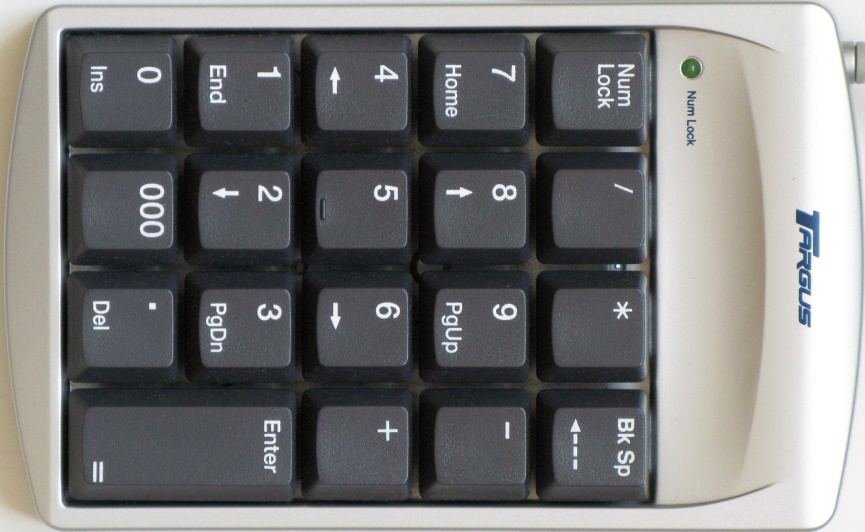 TARGUS
Num Lock
Num
Lock
/
*
Bk Sp
◄---
7
Home
8
↑
9
PgUp
-
4
←
5
6
→
+
1
End
2
↓
3
PgDn
Enter
=
0
Ins
000
.
Del